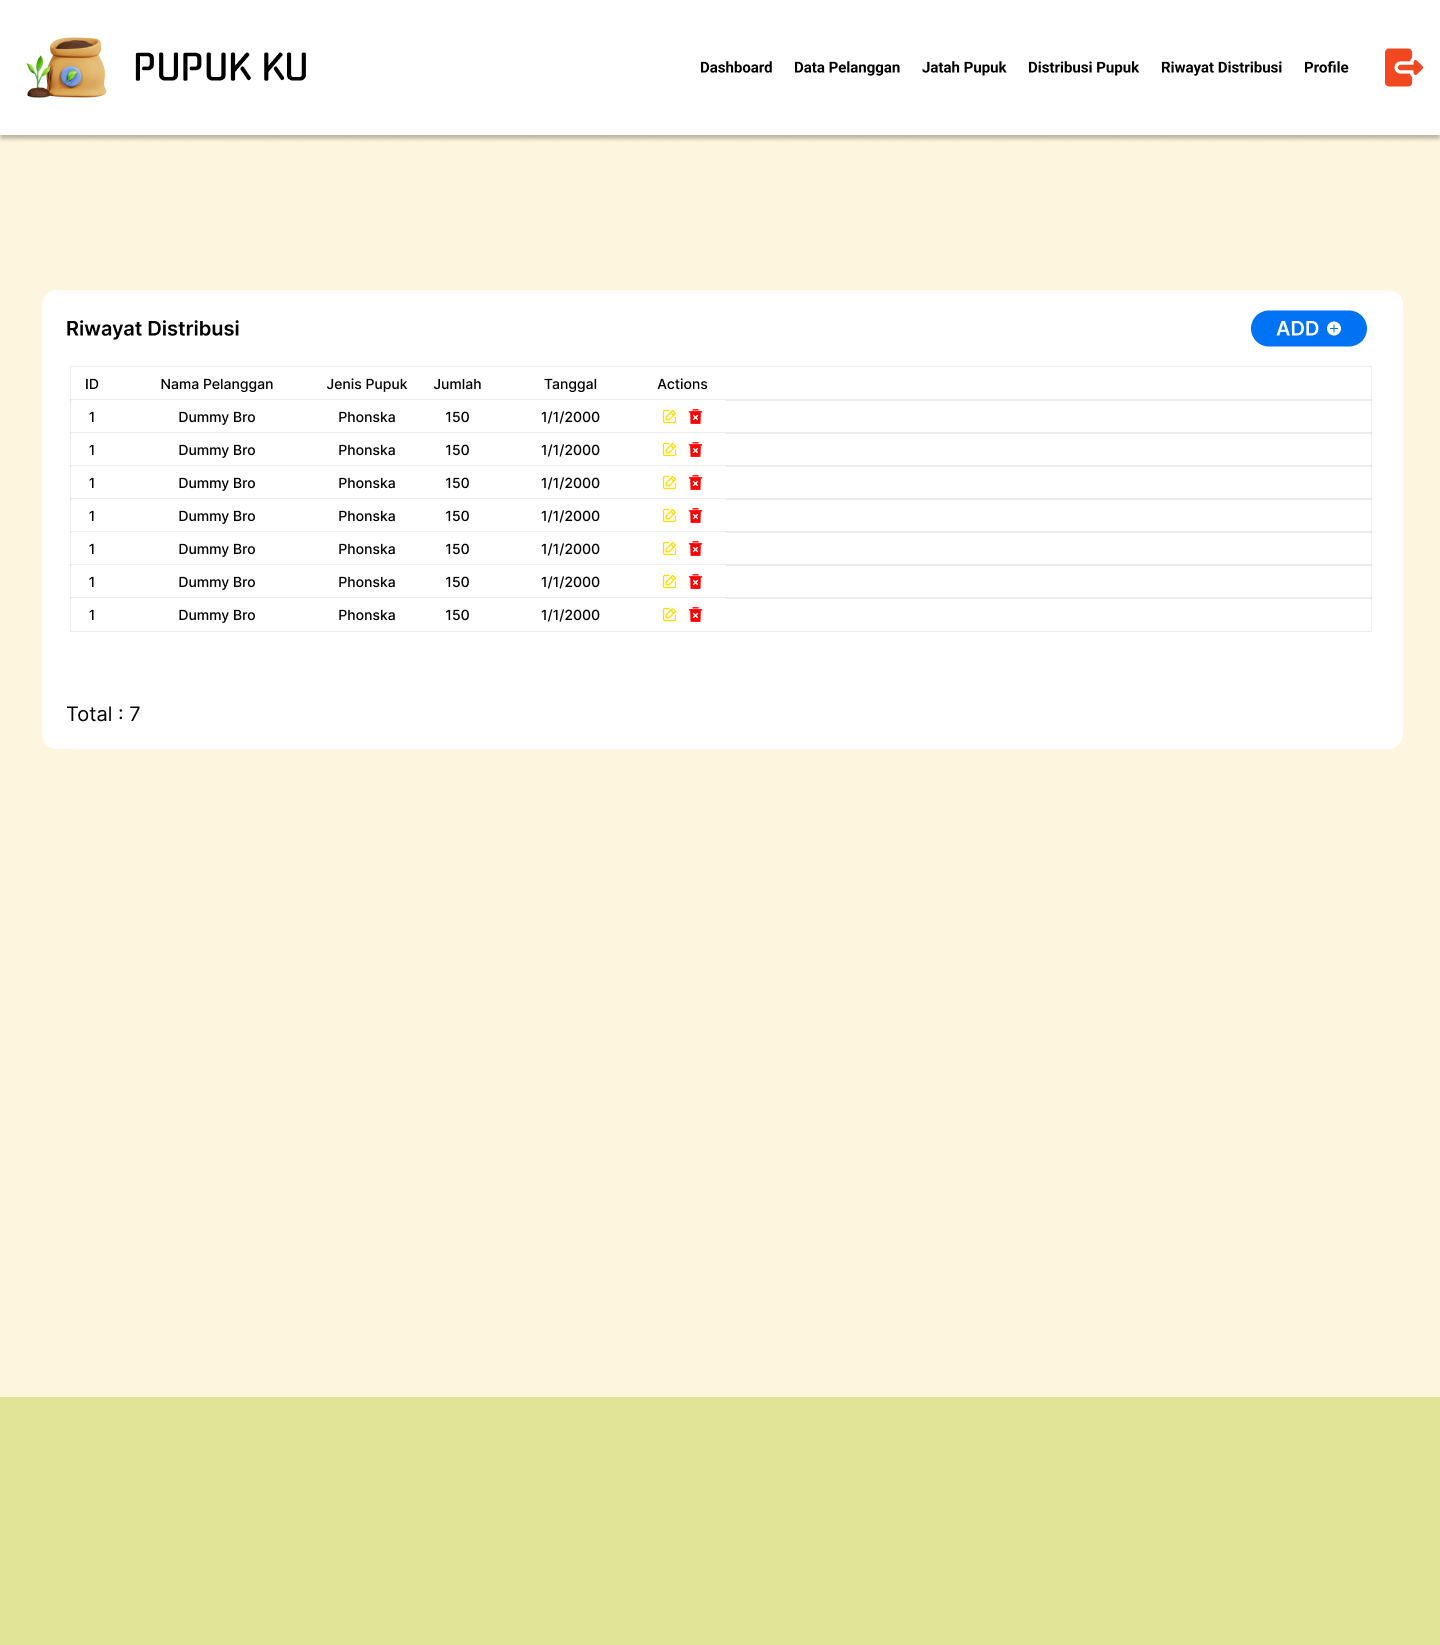 PUPUK KU
Dashboard Data Pelanggan Jatah Pupuk Distribusi Pupuk Riwayat Distribusi Profile
Riwayat Distribusi
ADD
ID Nama Pelanggan Jenis Pupuk Jumlah Tanggal Actions
1 Dummy Bro Phonska 150 1/1/2000
1 Dummy Bro Phonska 150 1/1/2000
1 Dummy Bro Phonska 150 1/1/2000
1 Dummy Bro Phonska 150 1/1/2000
1 Dummy Bro Phonska 150 1/1/2000
1 Dummy Bro Phonska 150 1/1/2000
1 Dummy Bro Phonska 150 1/1/2000
Total : 7